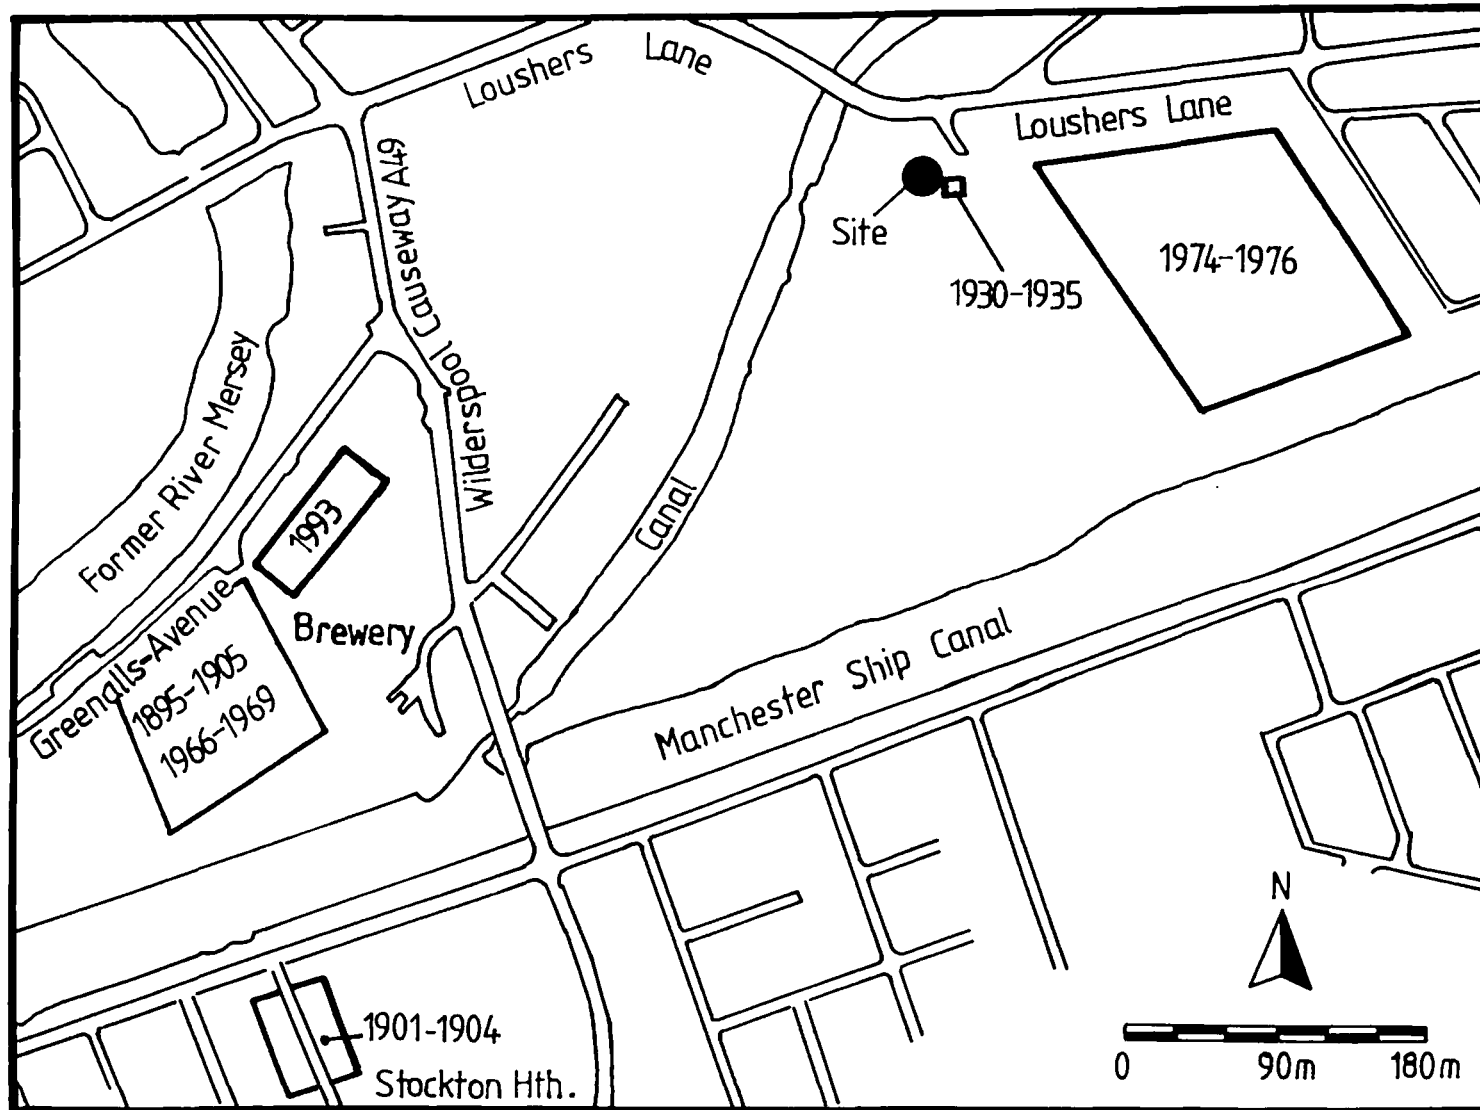 Loushers Lane
Loushers Lane
Wilderspool Causeway A49
Site
1930-1935
1974-1976
Former River Mersey
1993
Canal
Greenalls-Avenue
Brewery
1895-1905
1966-1969
Manchester Ship Canal
N
1901-1904
Stockton Hth.
0 90m 180m